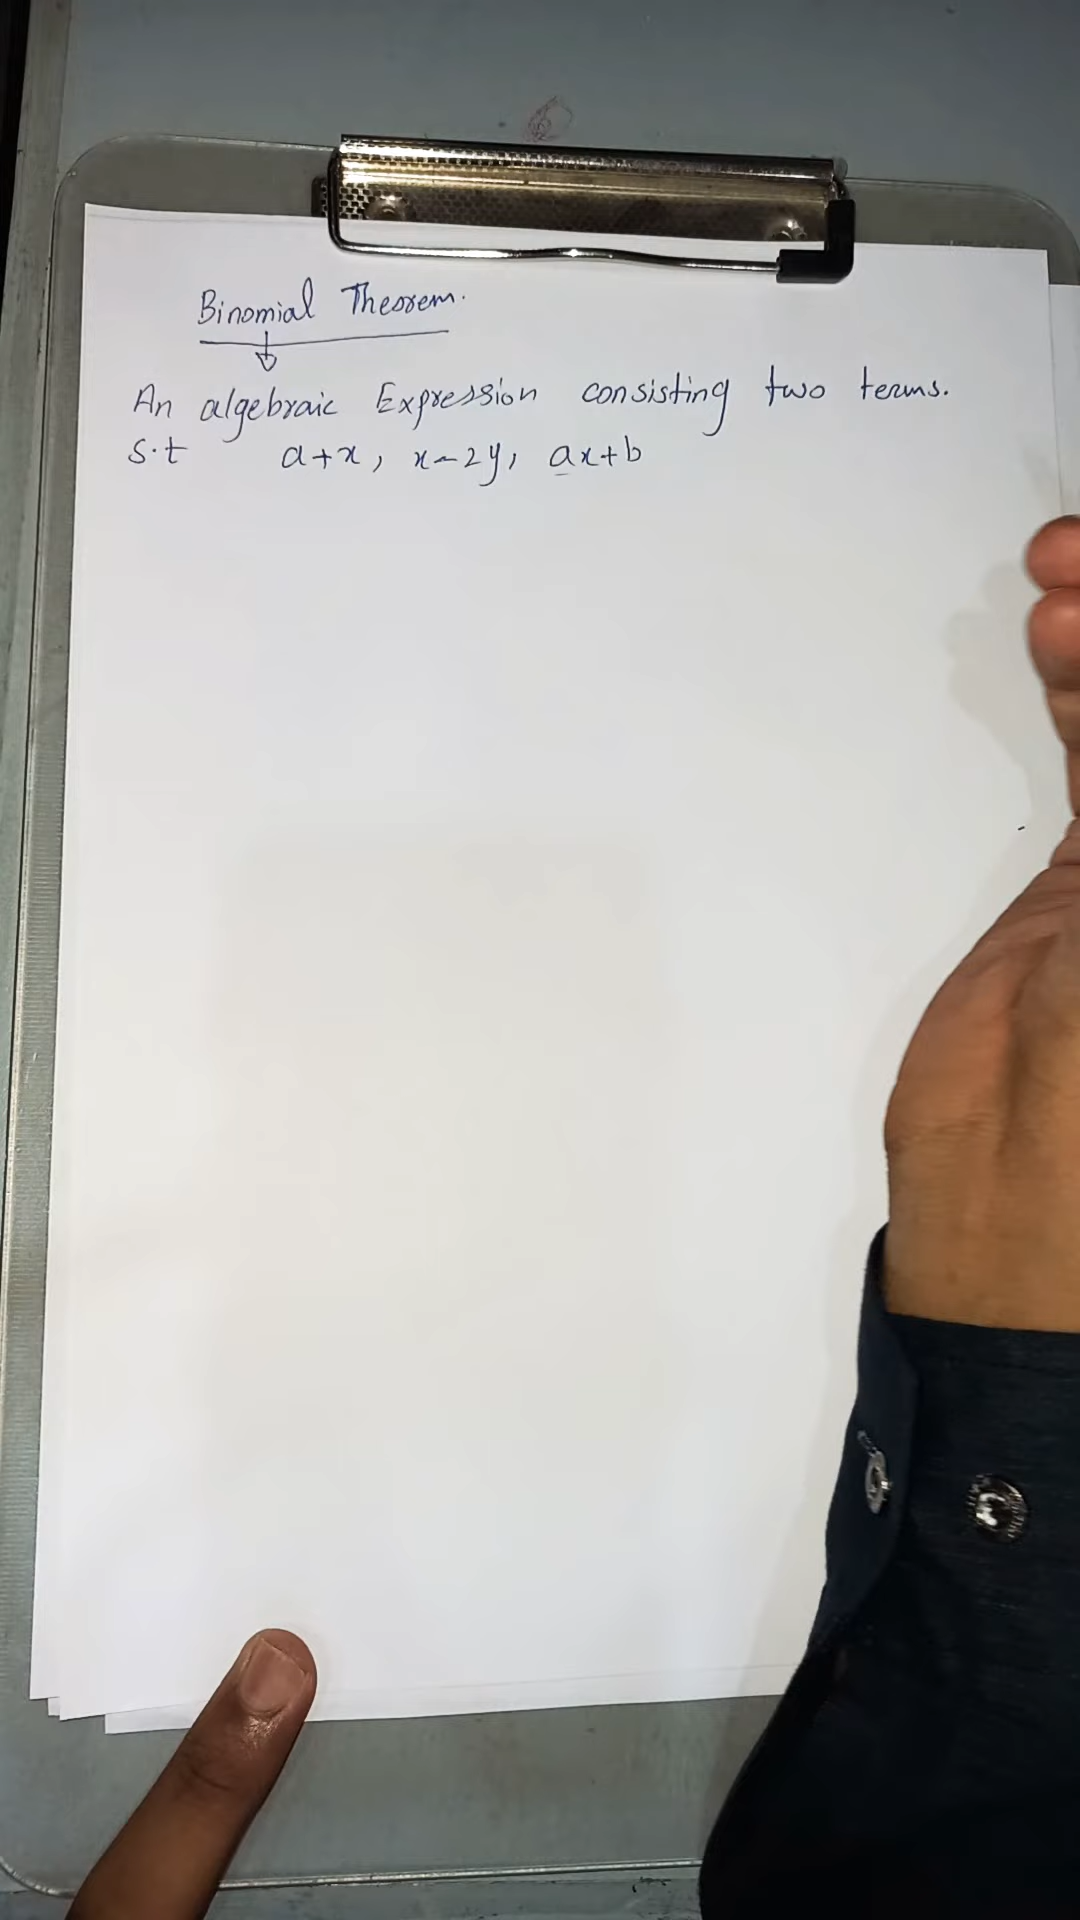 Binomial Theorem.
An algebraic Expression consisting two terms.
s.t a+x, x-2y, ax+b